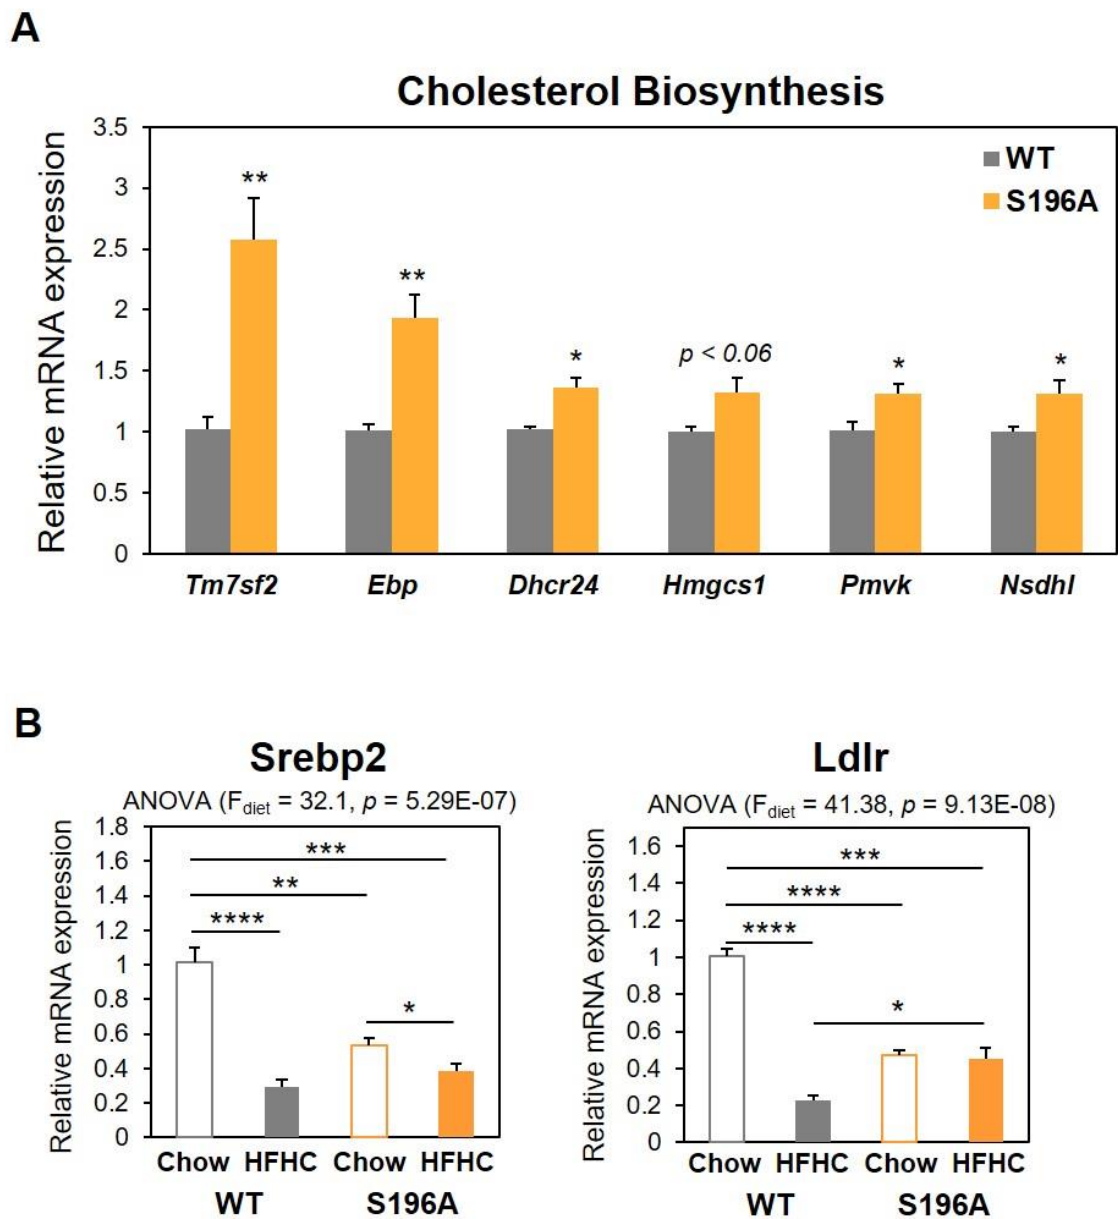 A
Cholesterol Biosynthesis
Relative mRNA expression
3.5
3
2.5
2
1.5
1
0.5
0
WT
S196A
**
**
*
p < 0.06
*
*
Tm7sf2 Ebp Dhcr24 Hmgcs1 Pmvk Nsdhl
B
Srebp2
ANOVA (Fdiet = 32.1, p = 5.29E-07)
Relative mRNA expression
1.8
1.6
1.4
1.2
1
0.8
0.6
0.4
0.2
0
***
**
****
*
Chow HFHC Chow HFHC
WT S196A
Ldlr
ANOVA (Fdiet = 41.38, p = 9.13E-08)
Relative mRNA expression
1.6
1.4
1.2
1
0.8
0.6
0.4
0.2
0
***
****
****
*
Chow HFHC Chow HFHC
WT S196A